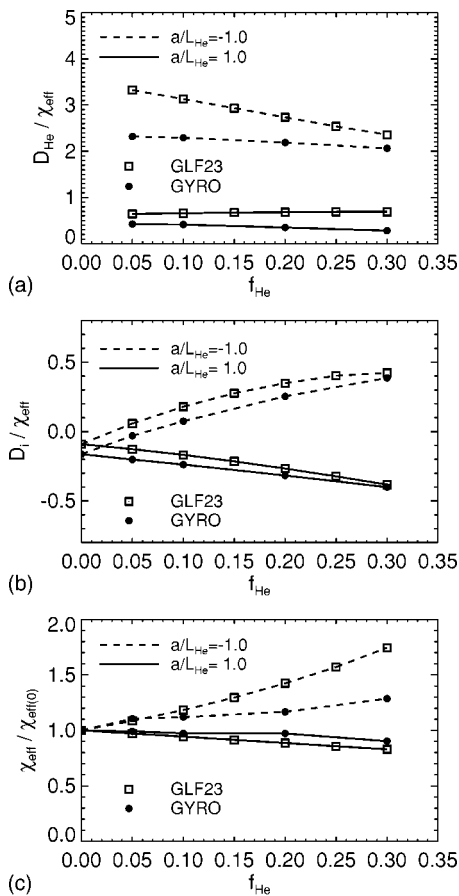 5
4
3
2
1
0
D_He / χ_eff
a/L_He=-1.0
a/L_He= 1.0
GLF23
GYRO
0.00 0.05 0.10 0.15 0.20 0.25 0.30 0.35
f_He
(a)
0.5
0.0
-0.5
D_i / χ_eff
a/L_He=-1.0
a/L_He= 1.0
GLF23
GYRO
0.00 0.05 0.10 0.15 0.20 0.25 0.30 0.35
f_He
(b)
2.0
1.5
1.0
0.5
0.0
χ_eff / χ_eff(0)
a/L_He=-1.0
a/L_He= 1.0
GLF23
GYRO
0.00 0.05 0.10 0.15 0.20 0.25 0.30 0.35
f_He
(c)